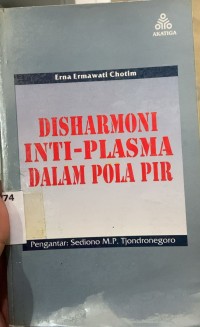 AKATIGA
Erna Ermawati Chotim
DISHARMONI
INTI-PLASMA
DALAM POLA PIR
74
Pengantar: Sediono M.P. Tjondronegoro